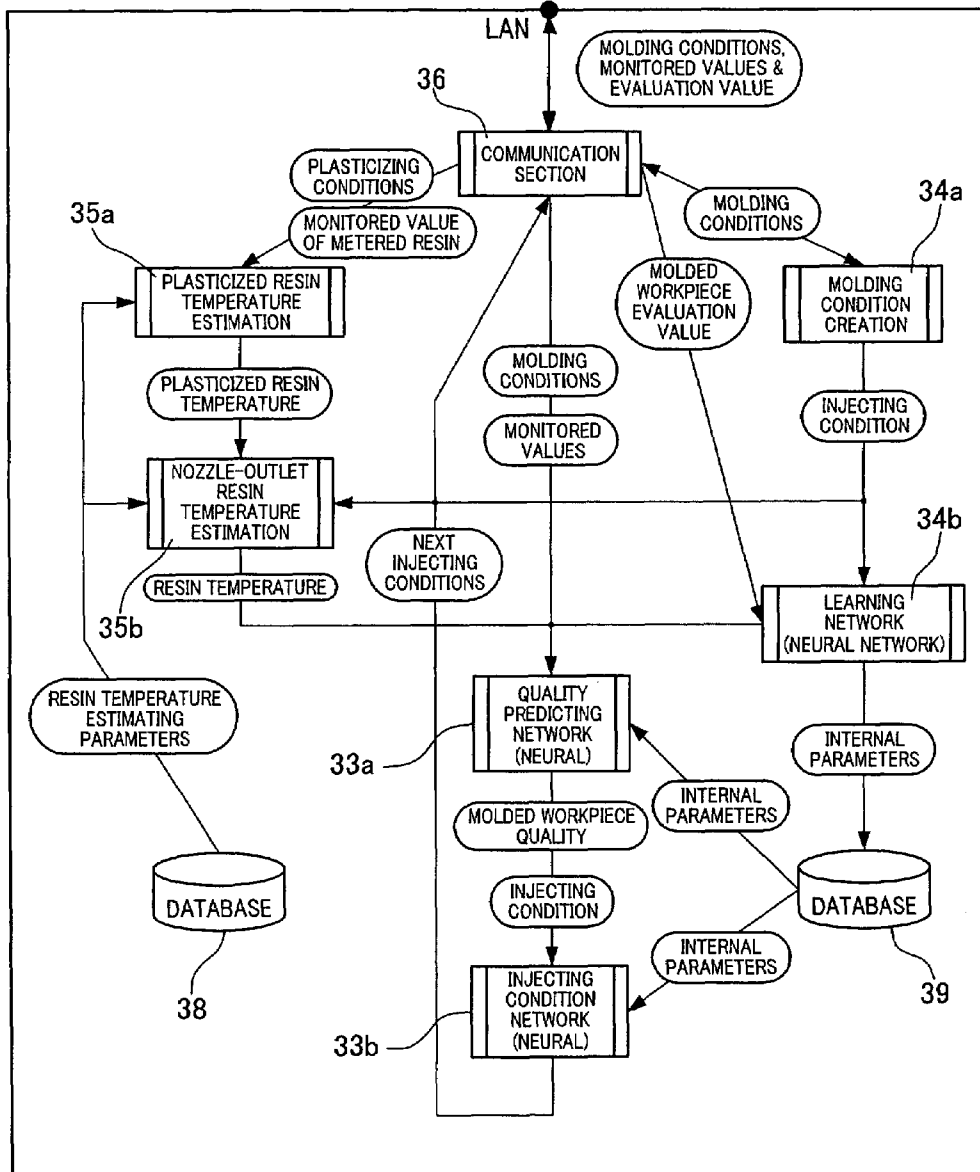 LAN
MOLDING CONDITIONS,
MONITORED VALUES &
EVALUATION VALUE
36
COMMUNICATION
SECTION
PLASTICIZING
CONDITIONS
MONITORED VALUE
OF METERED RESIN
MOLDING
CONDITIONS
34a
35a
PLASTICIZED RESIN
TEMPERATURE
ESTIMATION
MOLDED
WORKPIECE
EVALUATION
VALUE
MOLDING
CONDITION
CREATION
PLASTICIZED RESIN
TEMPERATURE
MOLDING
CONDITIONS
MONITORED
VALUES
INJECTING
CONDITION
NOZZLE-OUTLET
RESIN
TEMPERATURE
ESTIMATION
34b
NEXT
INJECTING
CONDITIONS
RESIN TEMPERATURE
35b
LEARNING
NETWORK
(NEURAL NETWORK)
RESIN TEMPERATURE
ESTIMATING
PARAMETERS
QUALITY
PREDICTING
NETWORK
(NEURAL)
33a
INTERNAL
PARAMETERS
INTERNAL
PARAMETERS
MOLDED WORKPIECE
QUALITY
INJECTING
CONDITION
DATABASE
38
DATABASE
39
INTERNAL
PARAMETERS
INJECTING
CONDITION
NETWORK
(NEURAL)
33b